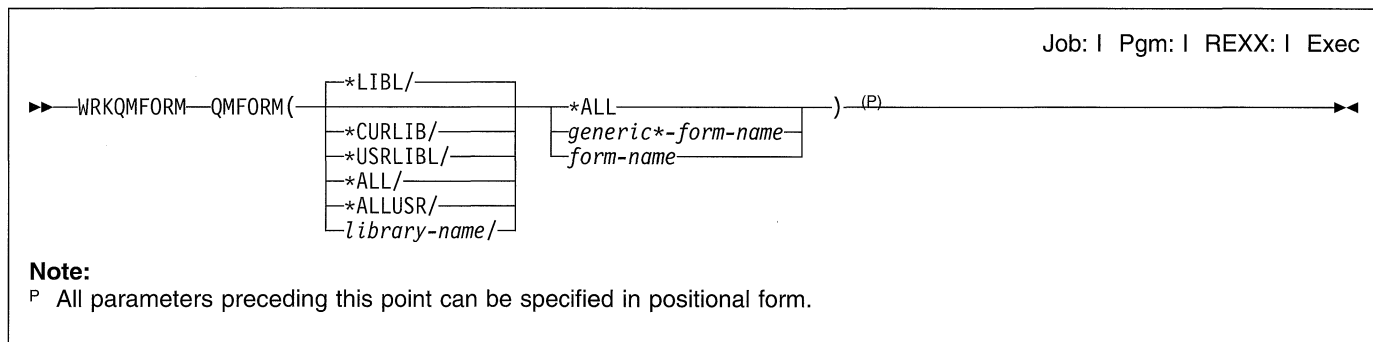 Job: I Pgm: I REXX: I Exec
*LIBL/
WRKQMFORM QMFORM( *ALL ) (P)
*CURLIB/ generic*-form-name
*USRLIBL/ form-name
*ALL/
*ALLUSR/
library-name/
Note:
P All parameters preceding this point can be specified in positional form.